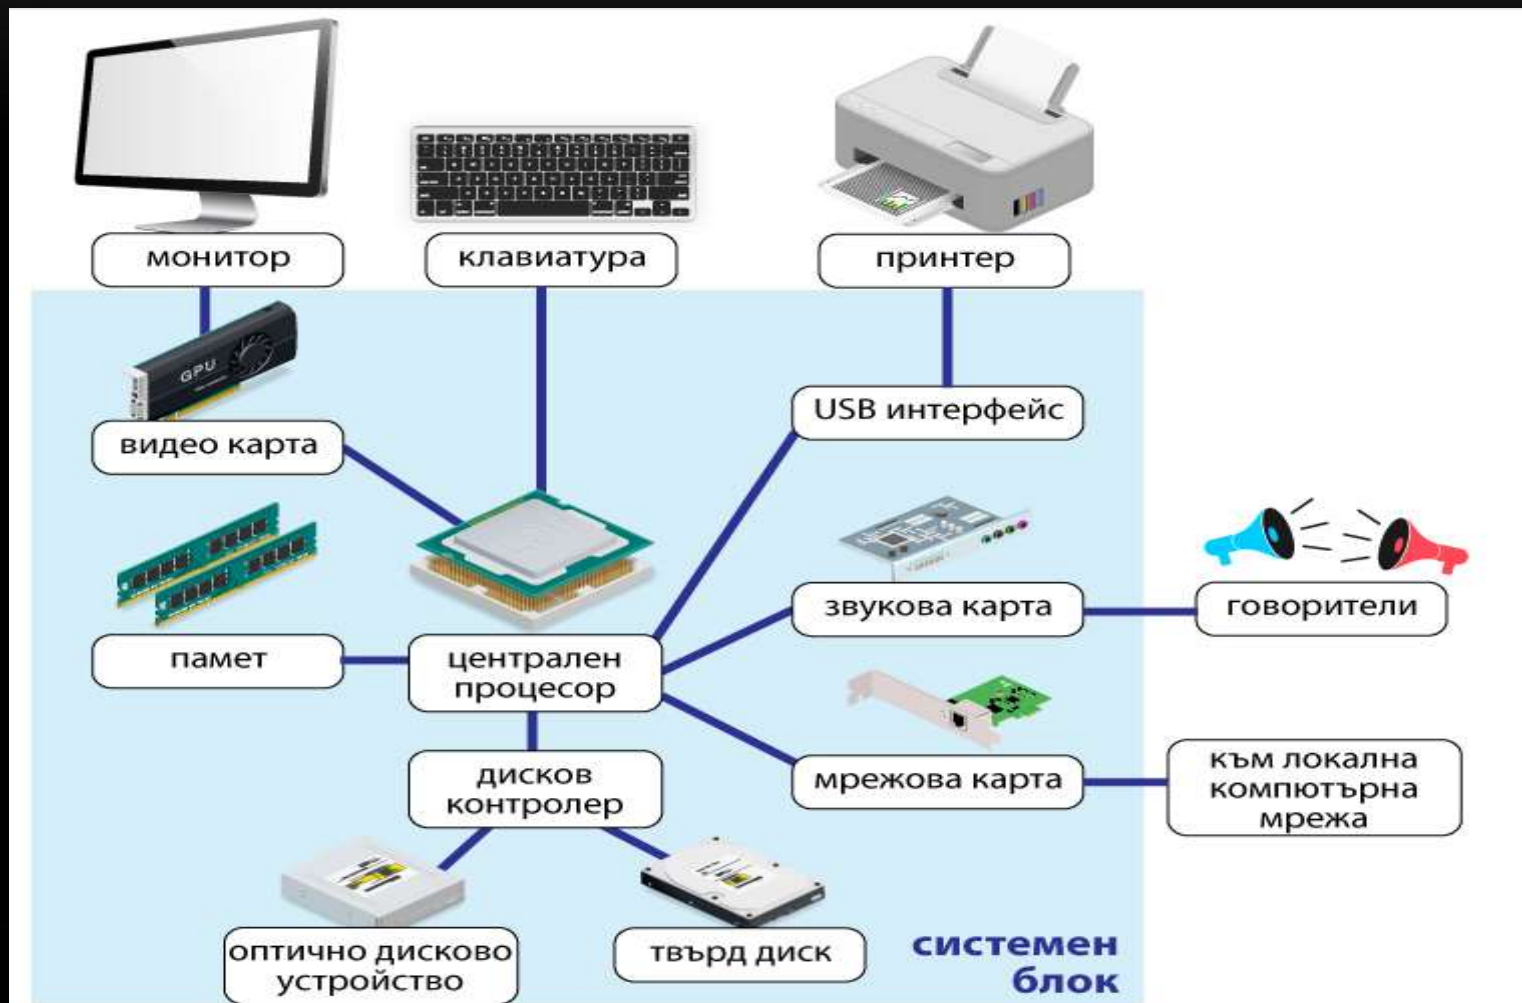 монитор
клавиатура
принтер
GPU
видео карта
USB интерфейс
памет
централен
процесор
звукова карта
говорители
дисков
контролер
мрежова карта
към локална
компютърна
мрежа
оптично дисково
устройство
твърд диск
системен
блок